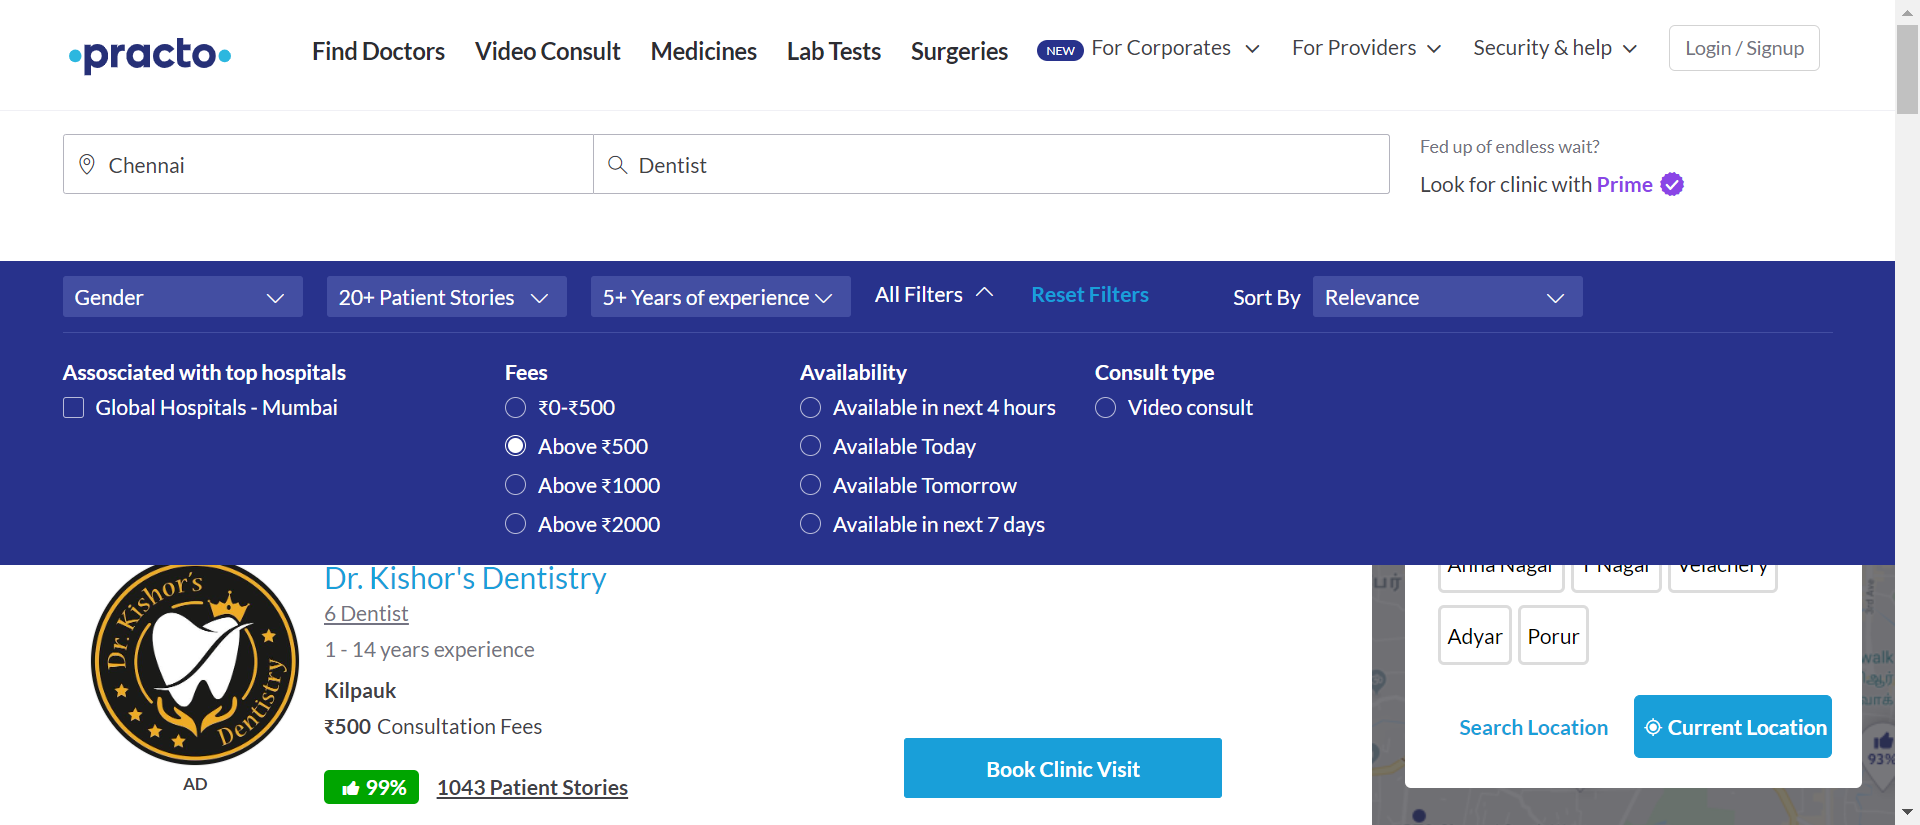 practo
Find Doctors Video Consult Medicines Lab Tests Surgeries NEW For Corporates For Providers Security & help Login / Signup
Chennai
Dentist
Fed up of endless wait?
Look for clinic with Prime
Gender 20+ Patient Stories 5+ Years of experience All Filters Reset Filters Sort By Relevance
Assosciated with top hospitals
Global Hospitals - Mumbai
Fees
₹0-₹500
Above ₹500
Above ₹1000
Above ₹2000
Availability
Available in next 4 hours
Available Today
Available Tomorrow
Available in next 7 days
Consult type
Video consult
Dr. Kishor's Dentistry
AD
Dr. Kishor's Dentistry
6 Dentist
1 - 14 years experience
Kilpauk
₹500 Consultation Fees
99% 1043 Patient Stories
Book Clinic Visit
Anna Nagar T Nagar Velachery
Adyar Porur
Search Location Current Location
3rd Ave
walk
93%